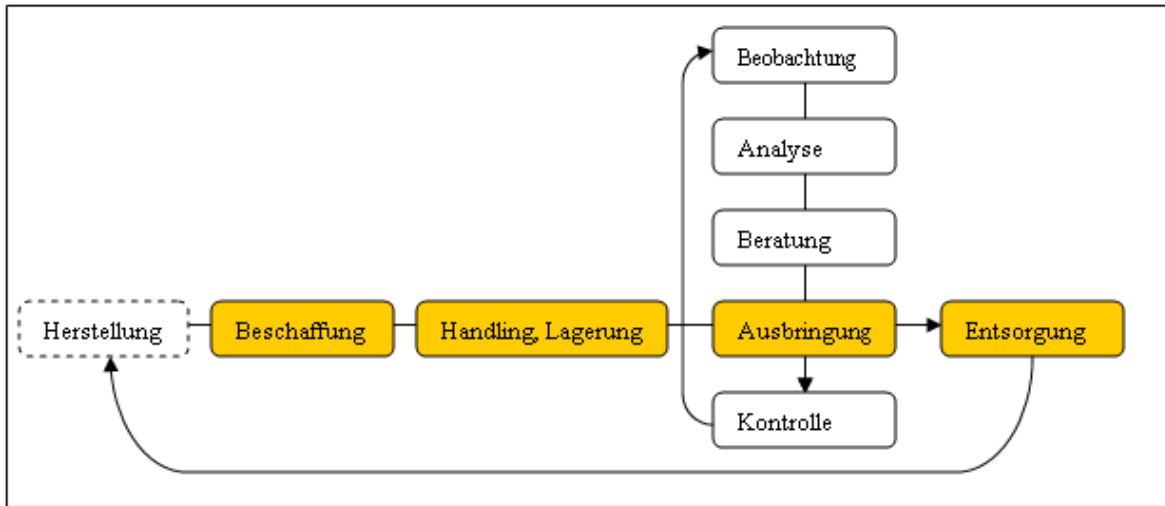 Beobachtung
Analyse
Beratung
Herstellung
Beschaffung
Handling, Lagerung
Ausbringung
Entsorgung
Kontrolle